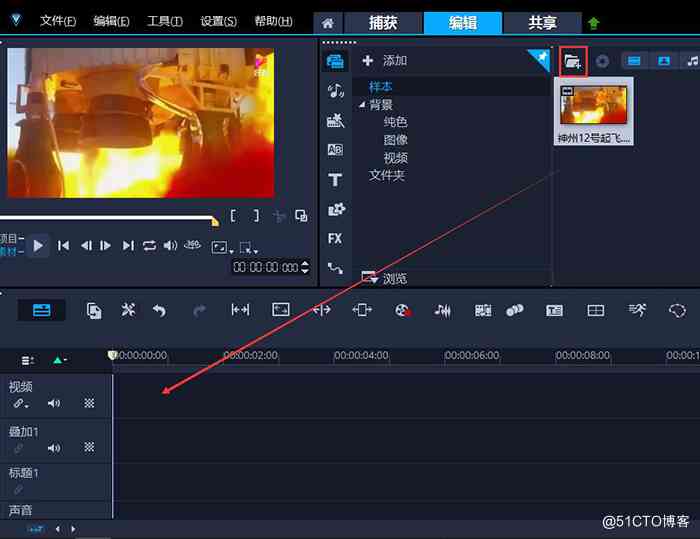 文件(F) 编辑(E) 工具(T) 设置(S) 帮助(H) 捕获 编辑 共享
添加
样本
背景
纯色
图像
视频
文件夹
神州12号起飞....
项目
素材
360
00:00:00:000
AB
T
FX
浏览
00:00:00:00 00:00:02:00 00:00:04:00 00:00:06:00 00:00:08:00 00:00:1
视频
叠加1
标题1
声音
@51CTO博客